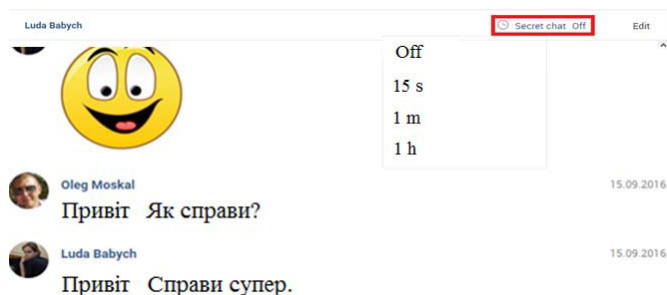 Luda Babych Secret chat Off Edit
Off
15 s
1 m
1 h
Oleg Moskal 15.09.2016
Привіт Як справи?
Luda Babych 15.09.2016
Привіт Справи супер.